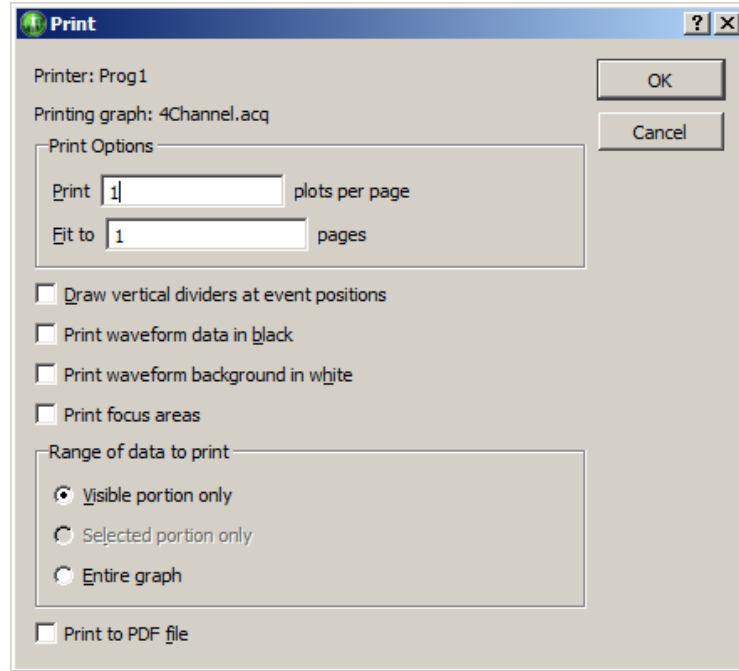 Print
Printer: Prog1
OK
Printing graph: 4Channel.acq
Cancel
Print Options
Print 1 plots per page
Fit to 1 pages
Draw vertical dividers at event positions
Print waveform data in black
Print waveform background in white
Print focus areas
Range of data to print
Visible portion only
Selected portion only
Entire graph
Print to PDF file